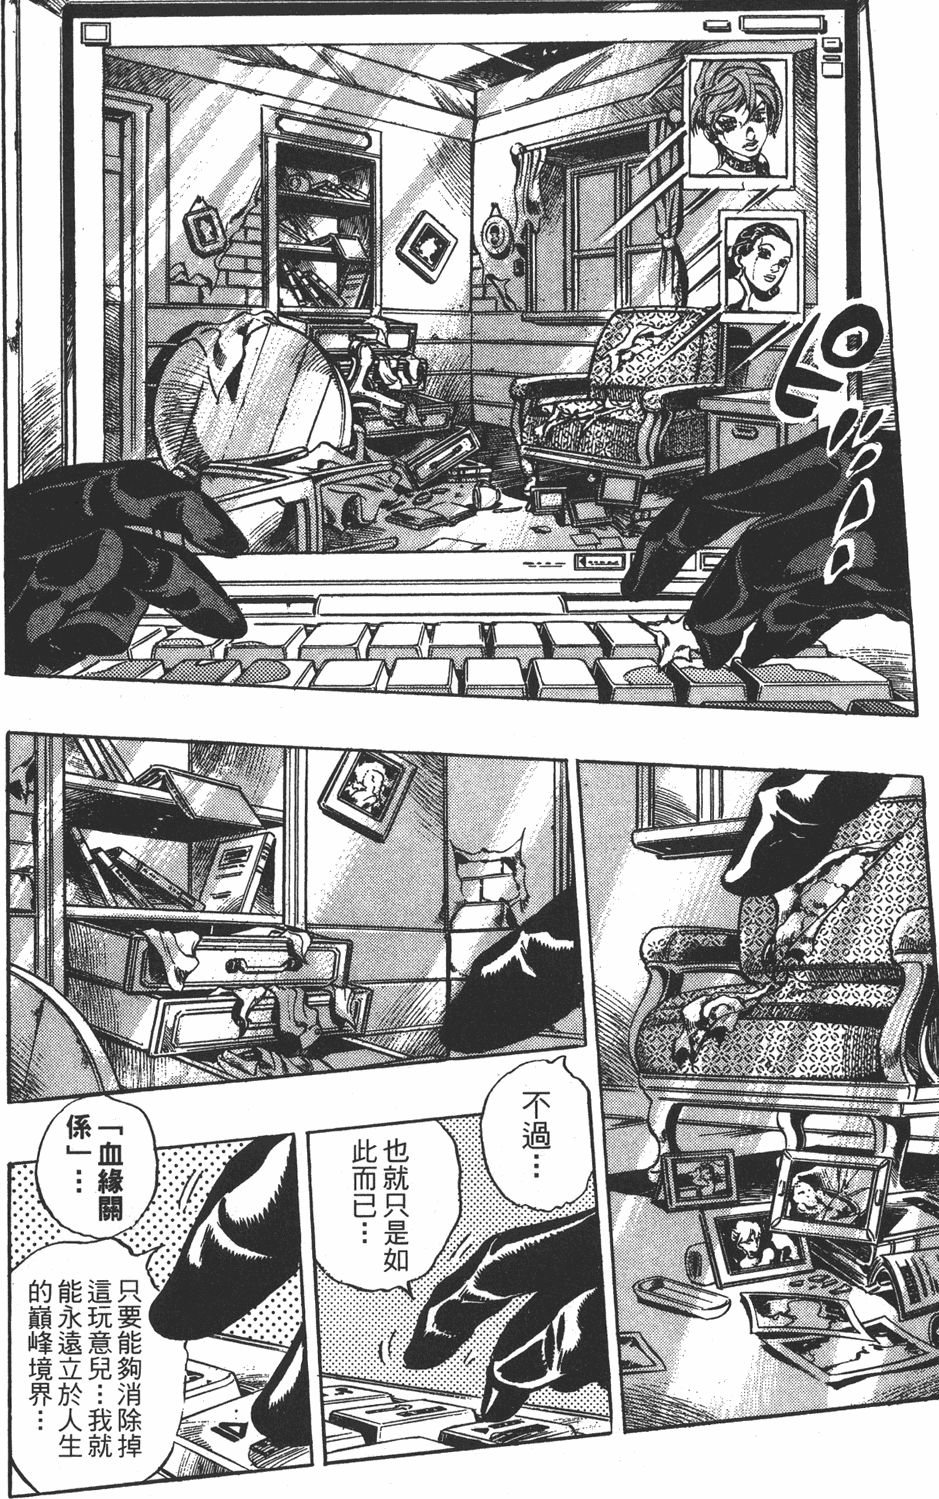 ピッ
不過…
也就只是如
此而已…
「血緣關
係」…
只要能夠消除掉
這玩意兒…我就
能永遠立於人生
的巔峰境界…